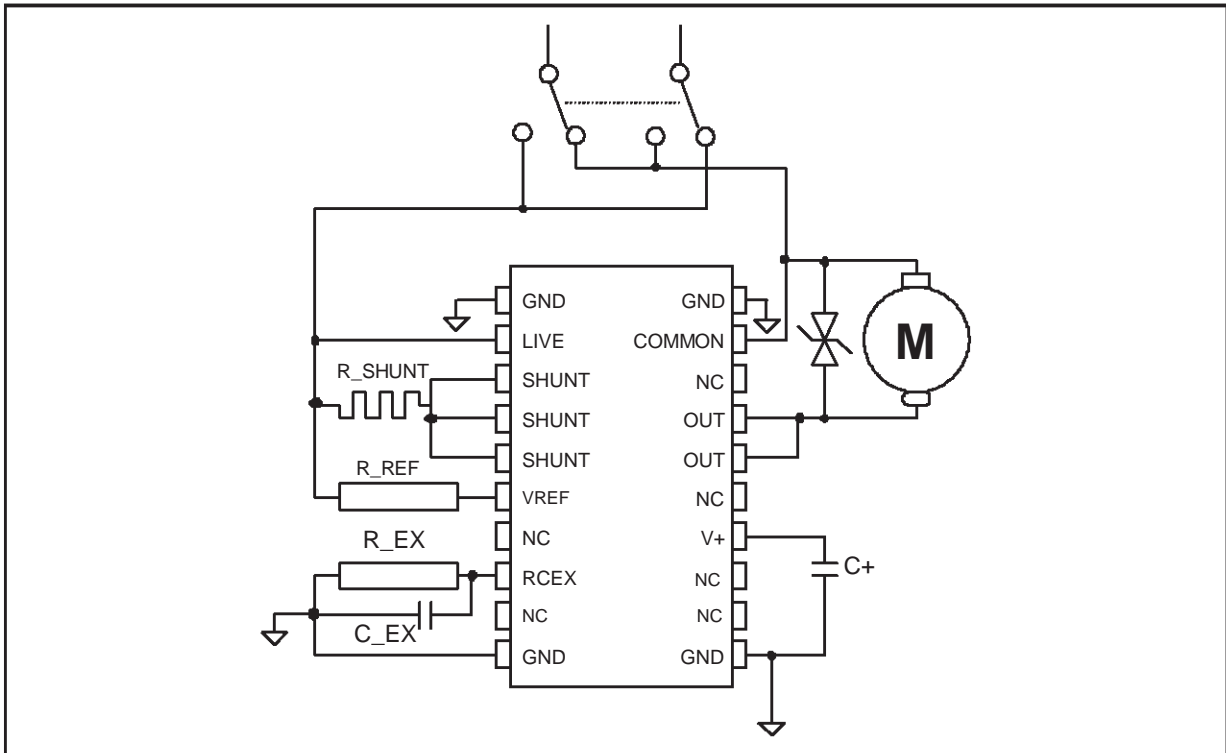 GND GND
LIVE COMMON
R_SHUNT
SHUNT NC
M
SHUNT OUT
SHUNT OUT
R_REF
VREF NC
NC V+
R_EX
C+
RCEX NC
NC NC
C_EX
GND GND